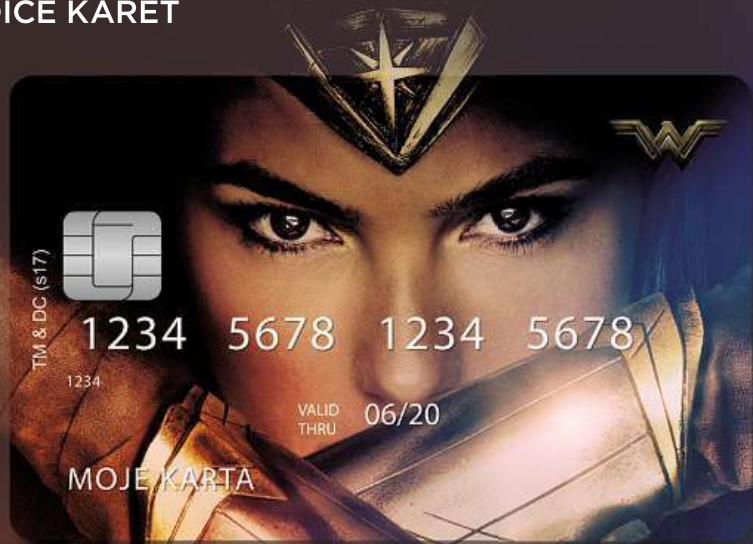 ICE KARET
TM & DC (s17)
1234 5678 1234 5678
1234
VALID
THRU
06/20
MOJE KARTA